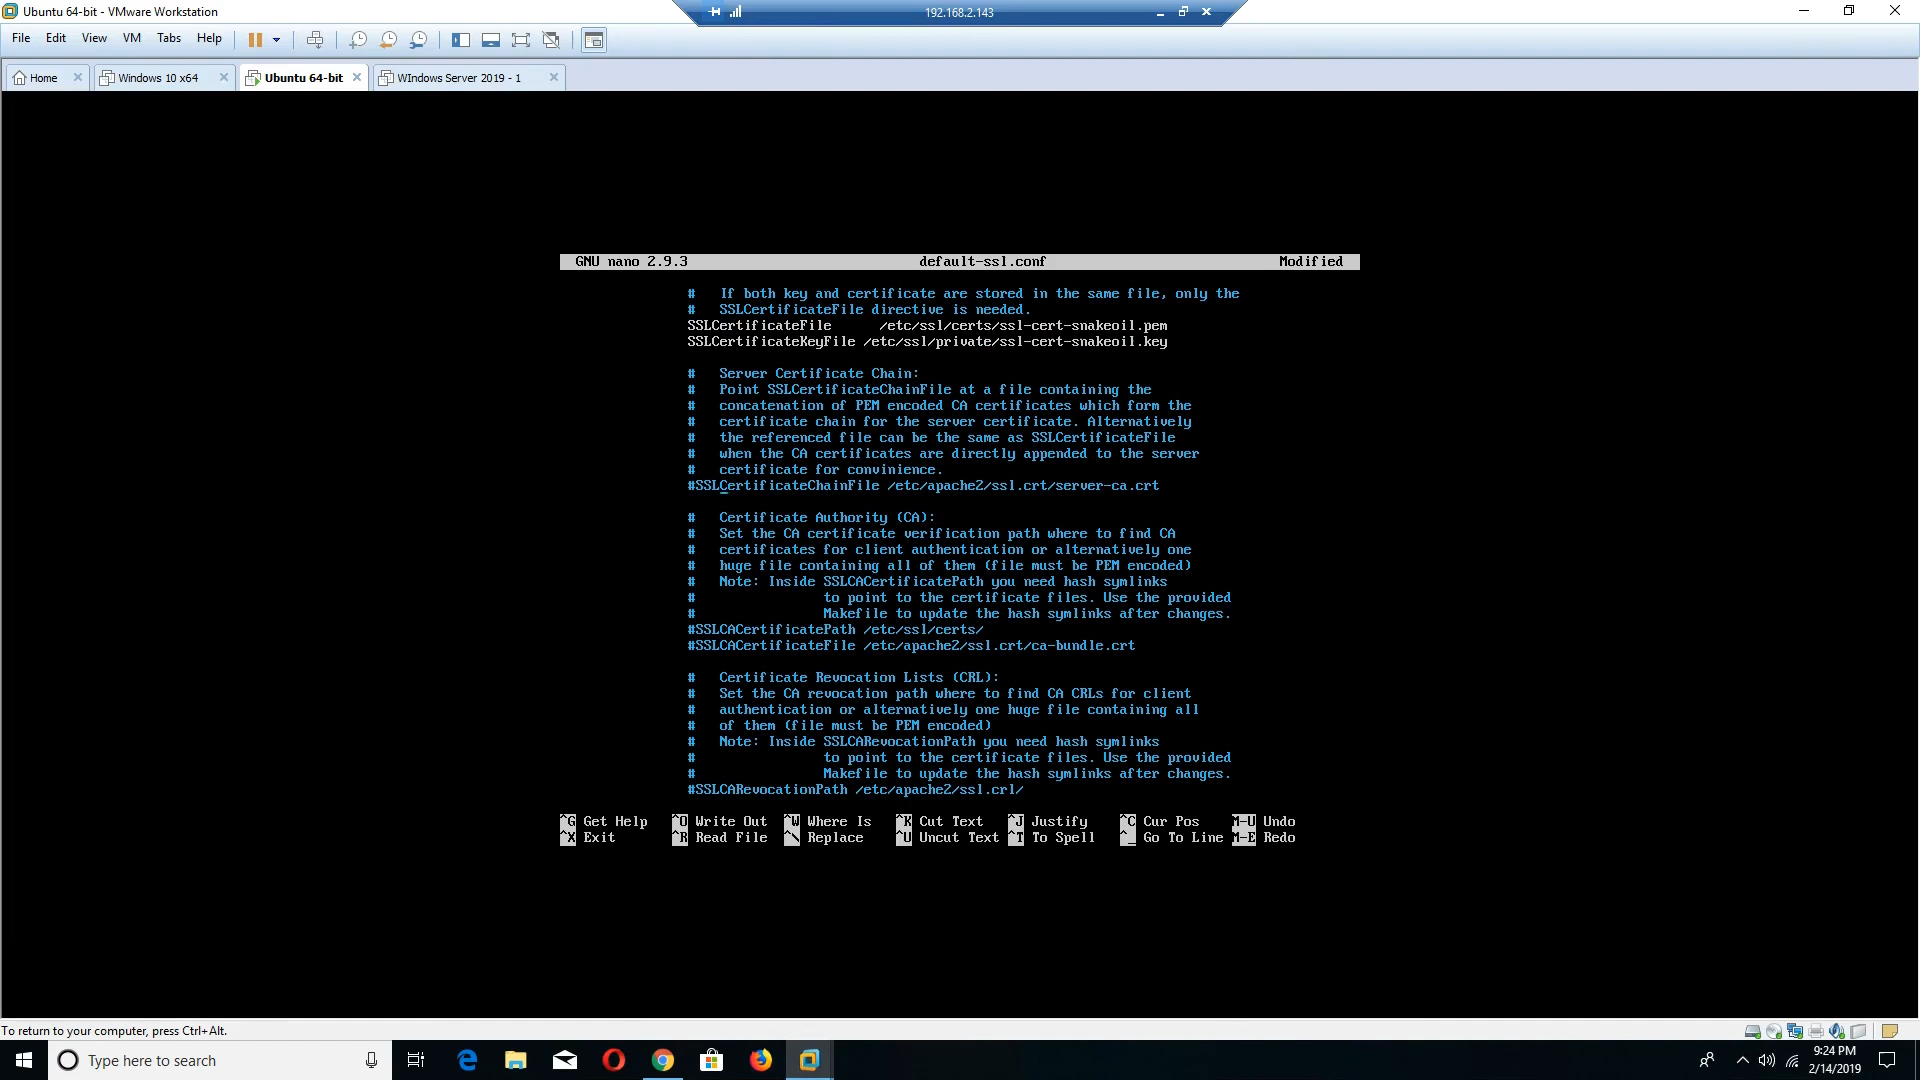 Ubuntu 64-bit - VMware Workstation
192.168.2.143
File Edit View VM Tabs Help
Home Windows 10 x64 Ubuntu 64-bit WIndows Server 2019 - 1
GNU nano 2.9.3 default-ssl.conf Modified
# If both key and certificate are stored in the same file, only the
# SSLCertificateFile directive is needed.
SSLCertificateFile /etc/ssl/certs/ssl-cert-snakeoil.pem
SSLCertificateKeyFile /etc/ssl/private/ssl-cert-snakeoil.key
# Server Certificate Chain:
# Point SSLCertificateChainFile at a file containing the
# concatenation of PEM encoded CA certificates which form the
# certificate chain for the server certificate. Alternatively
# the referenced file can be the same as SSLCertificateFile
# when the CA certificates are directly appended to the server
# certificate for convinience.
#SSLCertificateChainFile /etc/apache2/ssl.crt/server-ca.crt
# Certificate Authority (CA):
# Set the CA certificate verification path where to find CA
# certificates for client authentication or alternatively one
# huge file containing all of them (file must be PEM encoded)
# Note: Inside SSLCACertificatePath you need hash symlinks
# to point to the certificate files. Use the provided
# Makefile to update the hash symlinks after changes.
#SSLCACertificatePath /etc/ssl/certs/
#SSLCACertificateFile /etc/apache2/ssl.crt/ca-bundle.crt
# Certificate Revocation Lists (CRL):
# Set the CA revocation path where to find CA CRLs for client
# authentication or alternatively one huge file containing all
# of them (file must be PEM encoded)
# Note: Inside SSLCARevocationPath you need hash symlinks
# to point to the certificate files. Use the provided
# Makefile to update the hash symlinks after changes.
#SSLCARevocationPath /etc/apache2/ssl.crl/
^G Get Help ^O Write Out ^W Where Is ^K Cut Text ^J Justify ^C Cur Pos M-U Undo
^X Exit ^R Read File ^\ Replace ^U Uncut Text ^T To Spell ^_ Go To Line M-E Redo
To return to your computer, press Ctrl+Alt.
Type here to search
9:24 PM
2/14/2019